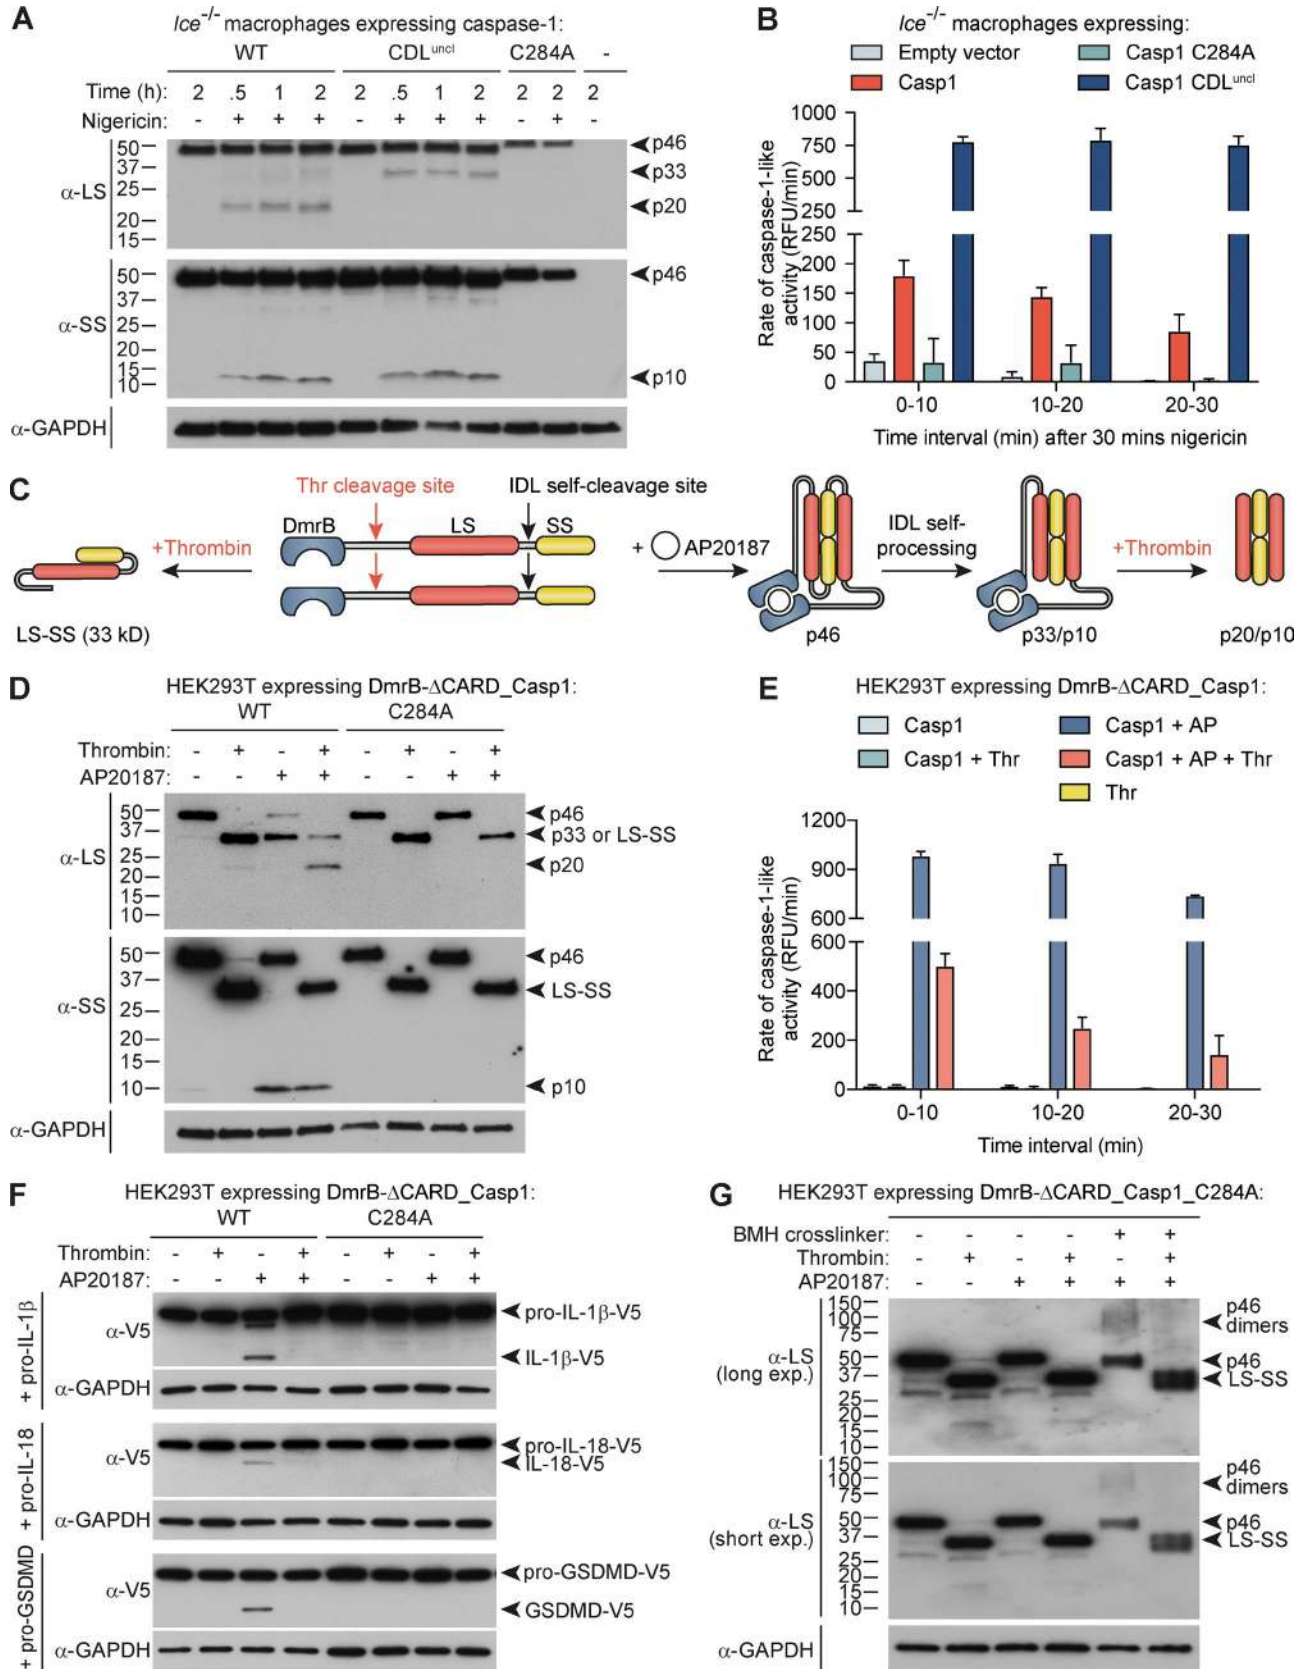 A
Ice-/- macrophages expressing caspase-1:
WT CDLuncl C284A -
Time (h): 2 .5 1 2 2 .5 1 2 2 2 2
Nigericin: - + + + - + + + - + -
α-LS
50
37
25
20
15
p46
p33
p20
α-SS
50
37
25
20
15
10
p46
p10
α-GAPDH
B
Ice-/- macrophages expressing:
Empty vector Casp1 C284A
Casp1 Casp1 CDLuncl
Rate of caspase-1-like
activity (RFU/min)
1000
750
500
250
250
200
150
100
50
0
0-10 10-20 20-30
Time interval (min) after 30 mins nigericin
C
Thr cleavage site IDL self-cleavage site
DmrB LS SS
+Thrombin
LS-SS (33 kD)
+ AP20187
p46
IDL self-
processing
p33/p10
+Thrombin
p20/p10
D
HEK293T expressing DmrB-ΔCARD_Casp1:
WT C284A
Thrombin: - + - + - + - +
AP20187: - - + + - - + +
α-LS
50
37
25
20
15
10
p46
p33 or LS-SS
p20
α-SS
50
37
25
20
15
10
p46
LS-SS
p10
α-GAPDH
E
HEK293T expressing DmrB-ΔCARD_Casp1:
Casp1 Casp1 + AP
Casp1 + Thr Casp1 + AP + Thr
Thr
Rate of caspase-1-like
activity (RFU/min)
1200
900
600
600
400
200
0
0-10 10-20 20-30
Time interval (min)
F
HEK293T expressing DmrB-ΔCARD_Casp1:
WT C284A
Thrombin: - + - + - + - +
AP20187: - - + + - - + +
+ pro-IL-1β
α-V5
pro-IL-1β-V5
IL-1β-V5
α-GAPDH
+ pro-IL-18
α-V5
pro-IL-18-V5
IL-18-V5
α-GAPDH
+ pro-GSDMD
α-V5
pro-GSDMD-V5
GSDMD-V5
α-GAPDH
G
HEK293T expressing DmrB-ΔCARD_Casp1_C284A:
BMH crosslinker: - - - - + +
Thrombin: - + - + - +
AP20187: - - + + + +
α-LS
(long exp.)
150
100
75
50
37
25
20
15
10
p46
dimers
p46
LS-SS
α-LS
(short exp.)
150
100
75
50
37
25
20
15
10
p46
dimers
p46
LS-SS
α-GAPDH